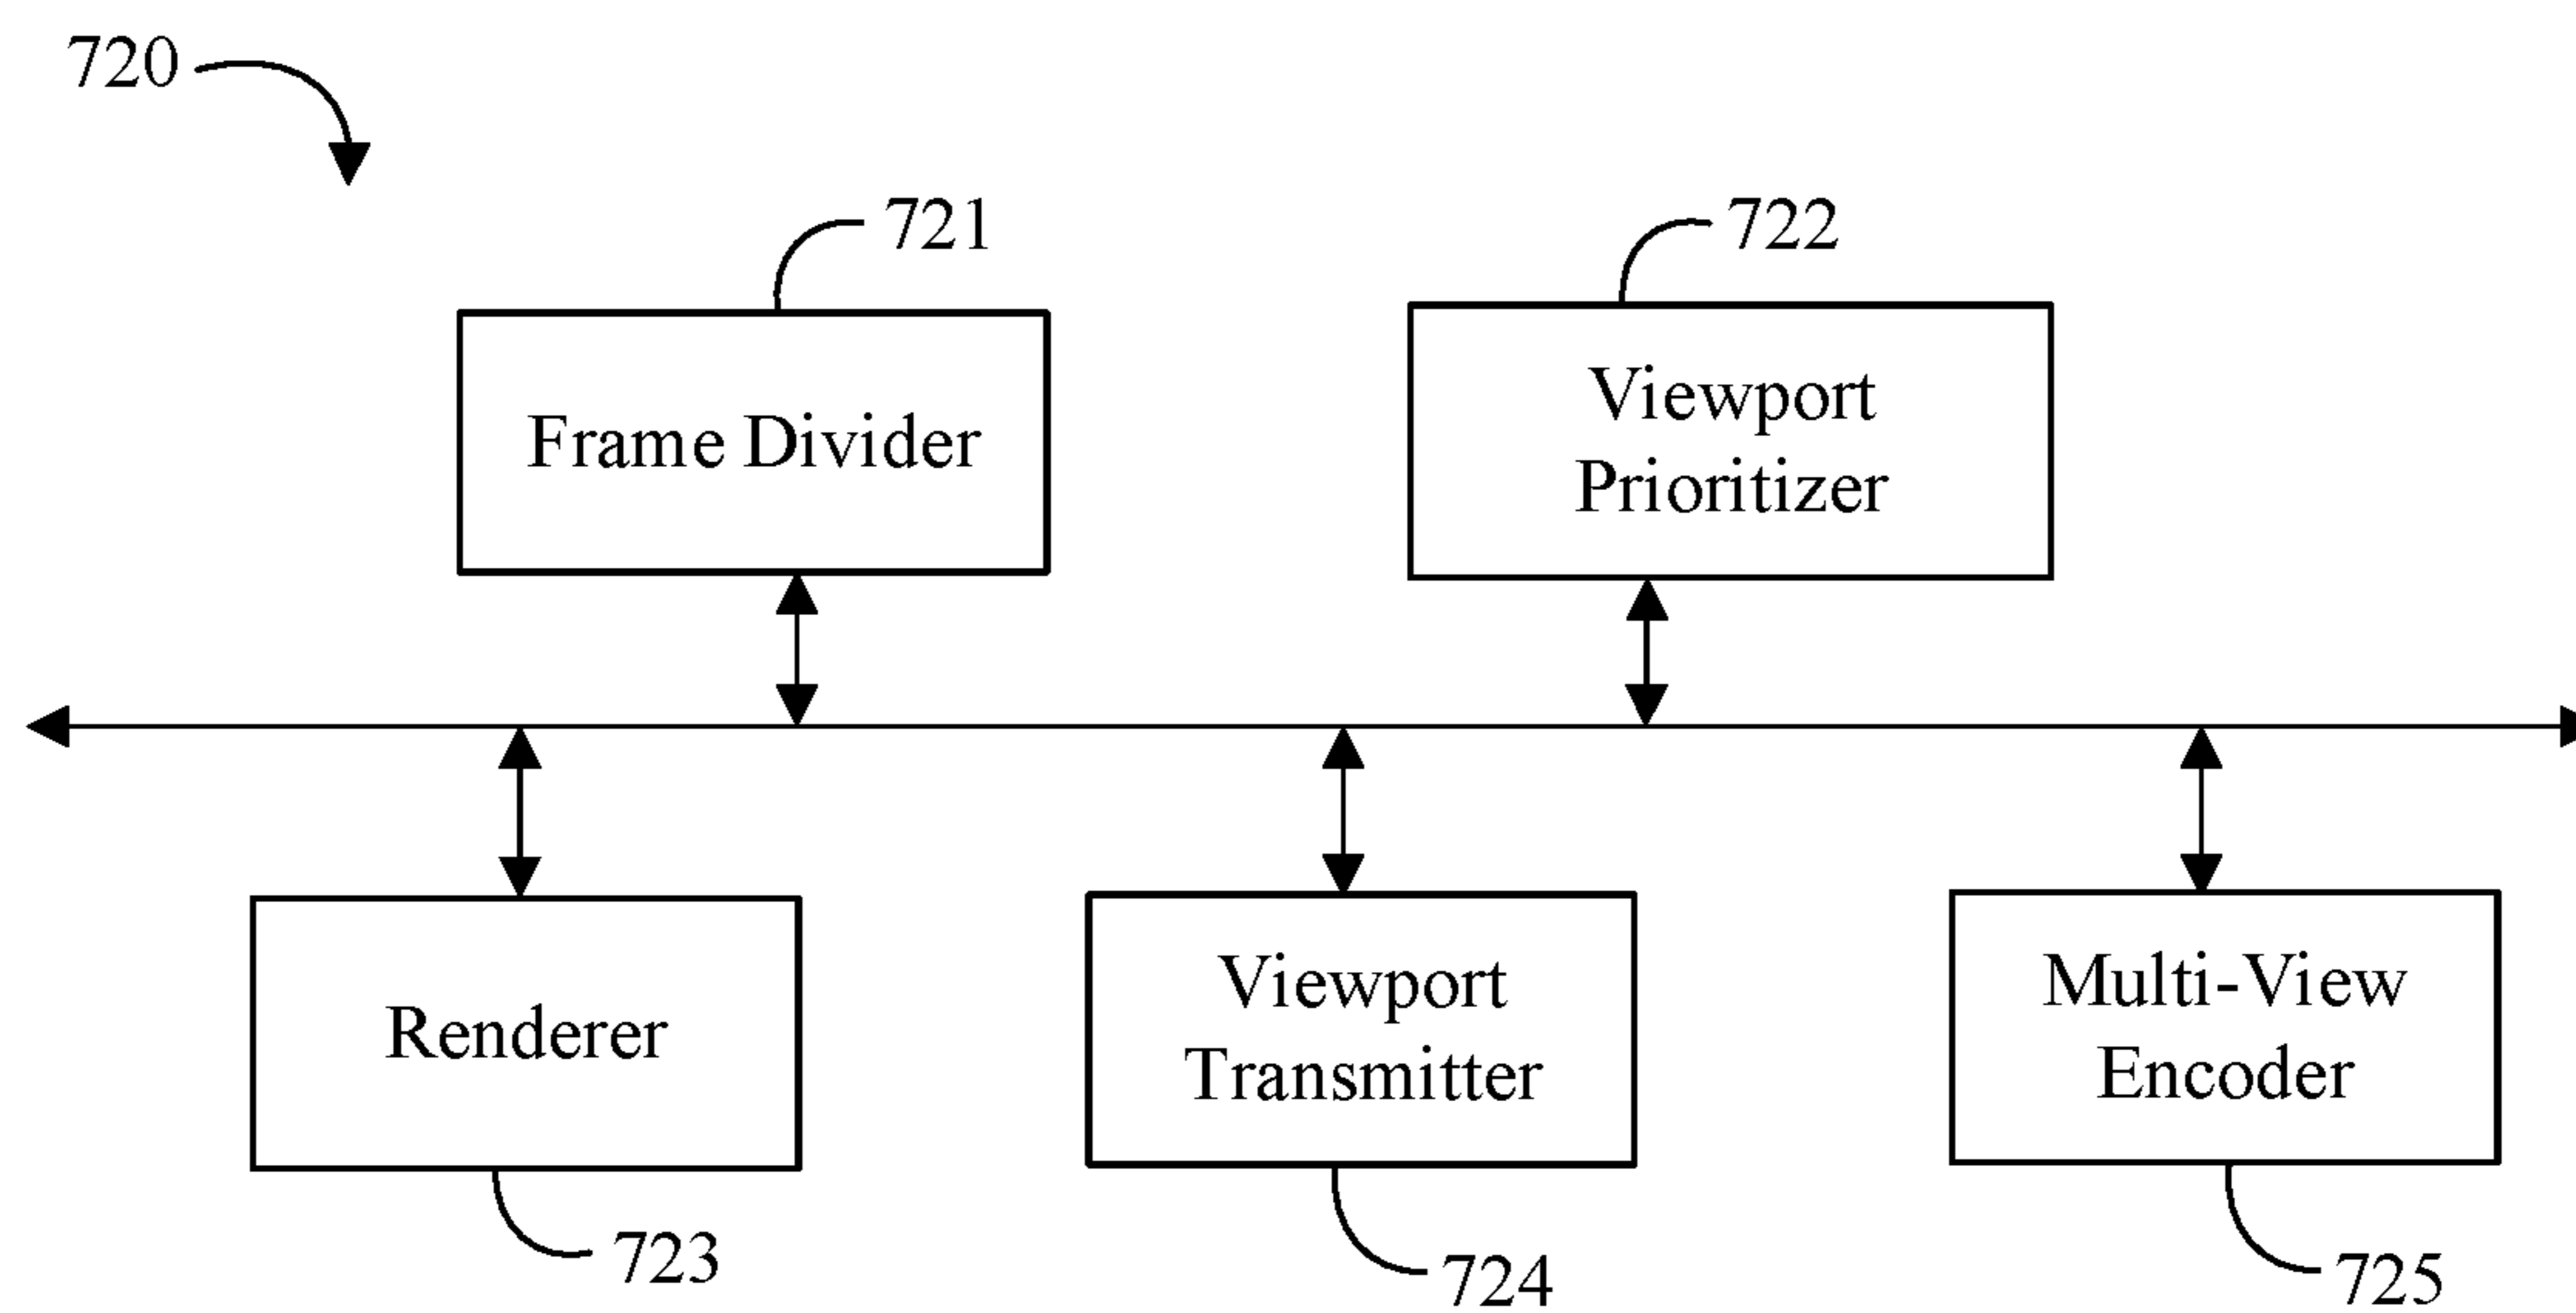 720
721
722
Frame Divider
Viewport
Prioritizer
Renderer
Viewport
Transmitter
Multi-View
Encoder
723
724
725